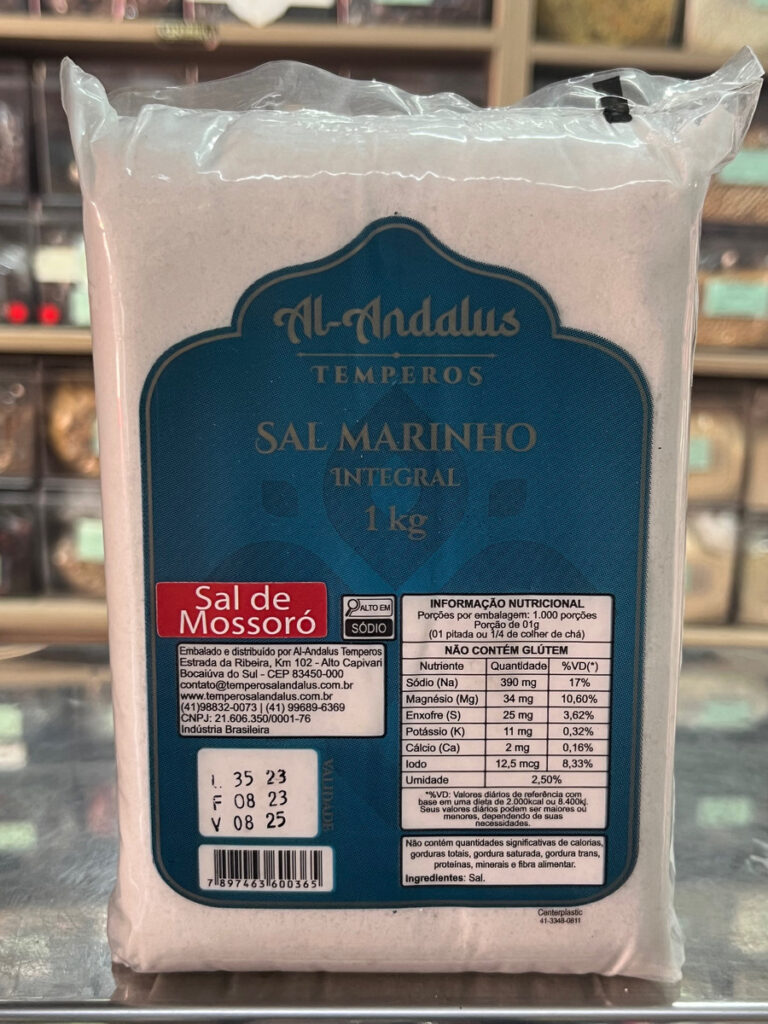 Al-Andalus
TEMPEROS
SAL MARINHO
INTEGRAL
1 kg
Sal de
Mossoró
ALTO EM
SÓDIO
Embalado e distribuído por Al-Andalus Temperos
Estrada da Ribeira, Km 102 - Alto Capivari
Bocaiúva do Sul - CEP 83450-000
contato@temperosalandalus.com.br
www.temperosalandalus.com.br
(41)98832-0073 | (41) 99689-6369
CNPJ: 21.606.350/0001-76
Indústria Brasileira
L 35 23
F 08 23
V 08 25
VALIDADE
7 897463 600365
INFORMAÇÃO NUTRICIONAL
Porções por embalagem: 1.000 porções
Porção de 01g
(01 pitada ou 1/4 de colher de chá)
NÃO CONTÉM GLÚTEM
Nutriente Quantidade %VD(*)
Sódio (Na) 390 mg 17%
Magnésio (Mg) 34 mg 10,60%
Enxofre (S) 25 mg 3,62%
Potássio (K) 11 mg 0,32%
Cálcio (Ca) 2 mg 0,16%
Iodo 12,5 mcg 8,33%
Umidade 2,50%
*%VD: Valores diários de referência com
base em uma dieta de 2.000kcal ou 8.400kj.
Seus valores diários podem ser maiores ou
menores, dependendo de suas
necessidades.
Não contém quantidades significativas de calorias,
gorduras totais, gordura saturada, gordura trans,
proteínas, minerais e fibra alimentar.
Ingredientes: Sal.
Centerplastic
41-3348-0811